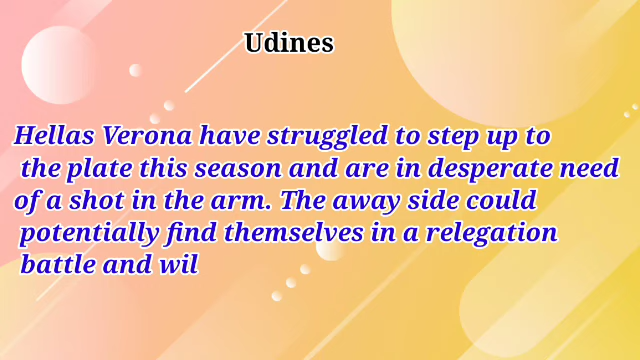 Udines
Hellas Verona have struggled to step up to
the plate this season and are in desperate need
of a shot in the arm. The away side could
potentially find themselves in a relegation
battle and wil